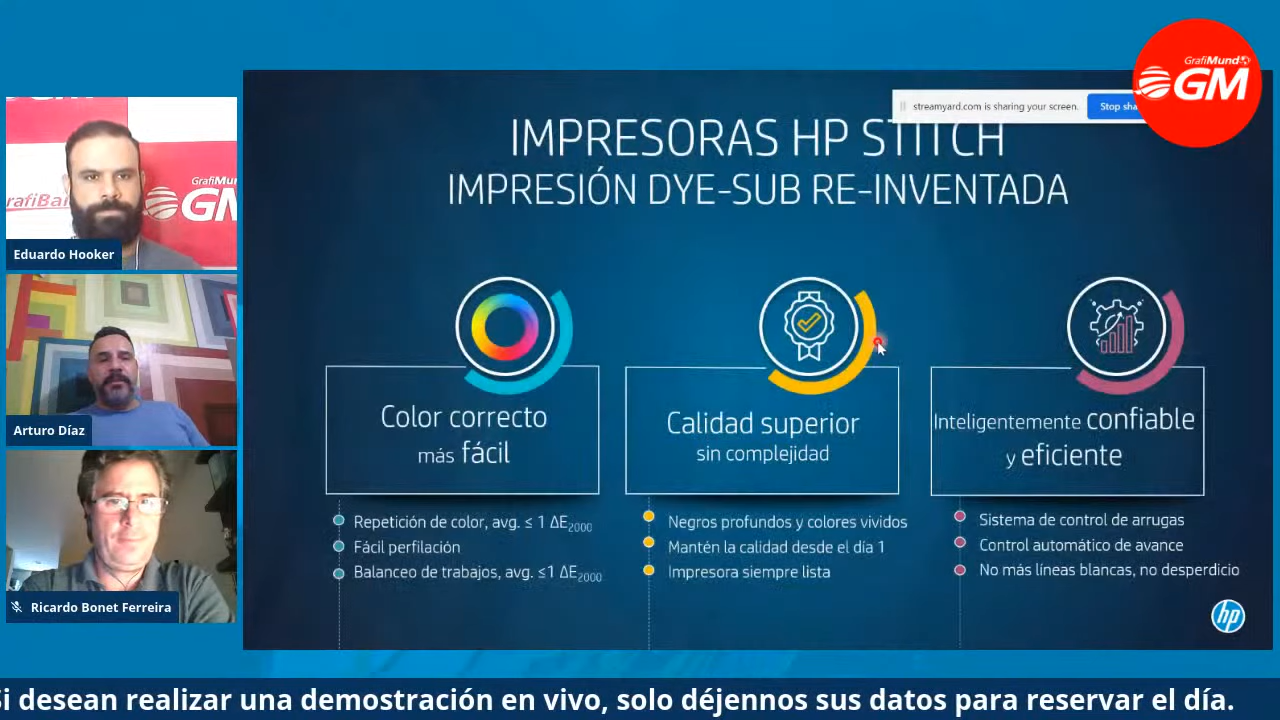 GrafiMundo
GM
streamyard.com is sharing your screen.
Stop sha
IMPRESORAS HP STITCH
IMPRESIÓN DYE-SUB RE-INVENTADA
GrafiMun
GM
rafiBa
Eduardo Hooker
Arturo Díaz
Ricardo Bonet Ferreira
Color correcto
más fácil
Repetición de color, avg. ≤ 1 ΔE2000
Fácil perfilación
Balanceo de trabajos, avg. ≤1 ΔE2000
Calidad superior
sin complejidad
Negros profundos y colores vividos
Mantén la calidad desde el día 1
Impresora siempre lista
Inteligentemente confiable
y eficiente
Sistema de control de arrugas
Control automático de avance
No más líneas blancas, no desperdicio
hp
Si desean realizar una demostración en vivo, solo déjennos sus datos para reservar el día.